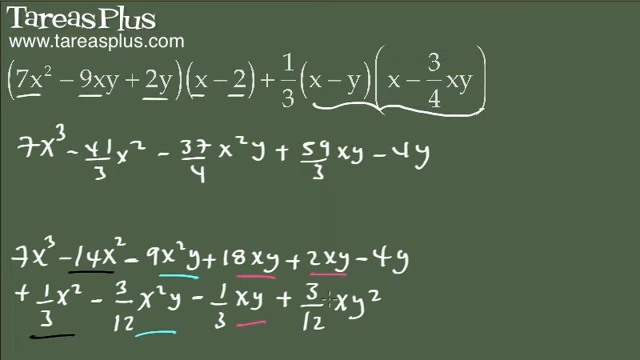 TareasPlus
www.tareasplus.com
(7x² − 9xy + 2y)(x − 2) + 1/3 (x − y)(x − 3/4 xy)
7x³ − 41/3 x² − 37/4 x²y + 59/3 xy − 4y
7x³ − 14x² − 9x²y + 18xy + 2xy − 4y
+ 1/3 x² − 3/12 x²y − 1/3 xy + 3/12 xy²